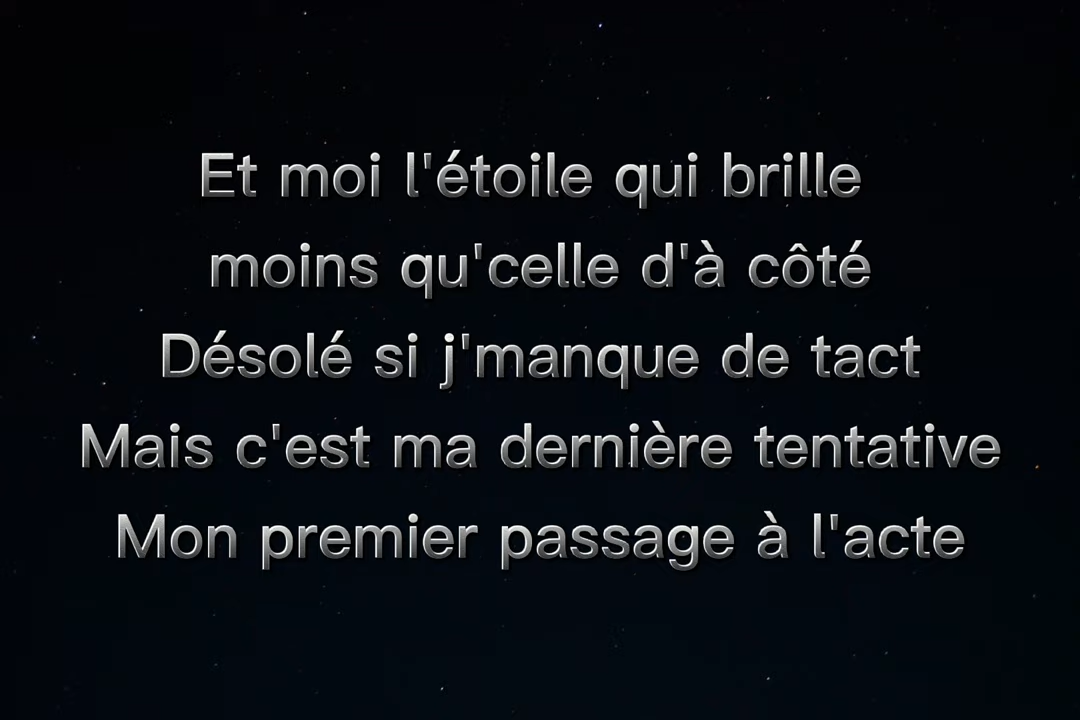 Et moi l'étoile qui brille
moins qu'celle d'à côté
Désolé si j'manque de tact
Mais c'est ma dernière tentative
Mon premier passage à l'acte